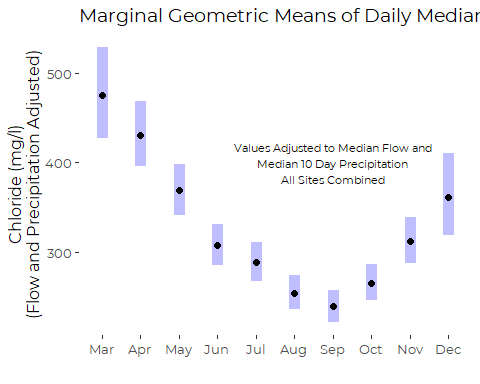 Marginal Geometric Means of Daily Median
Chloride (mg/l)
(Flow and Precipitation Adjusted)
500
400
300
Values Adjusted to Median Flow and
Median 10 Day Precipitation
All Sites Combined
Mar Apr May Jun Jul Aug Sep Oct Nov Dec